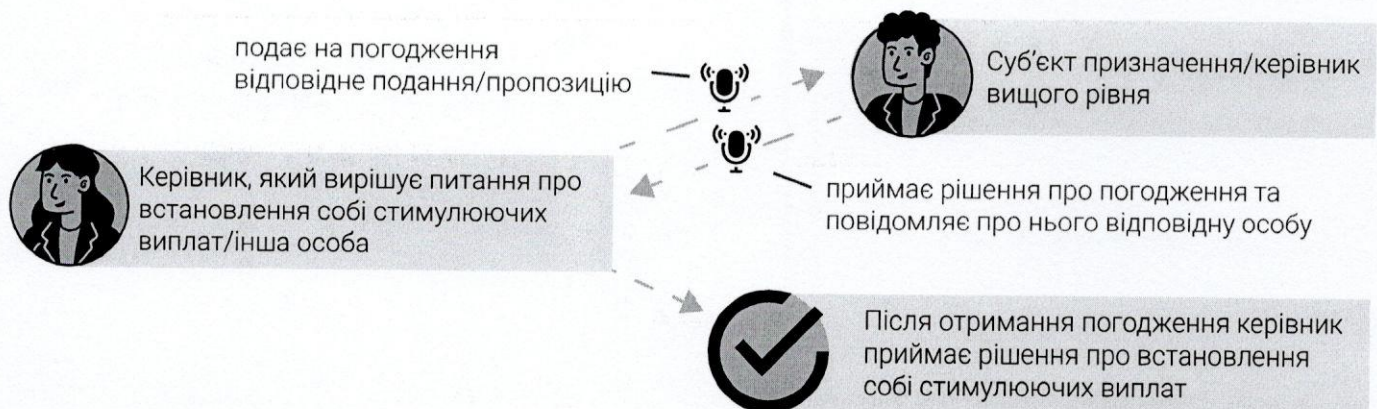 подає на погодження
відповідне подання/пропозицію
Суб'єкт призначення/керівник
вищого рівня
Керівник, який вирішує питання про
встановлення собі стимулюючих
виплат/інша особа
приймає рішення про погодження та
повідомляє про нього відповідну особу
Після отримання погодження керівник
приймає рішення про встановлення
собі стимулюючих виплат